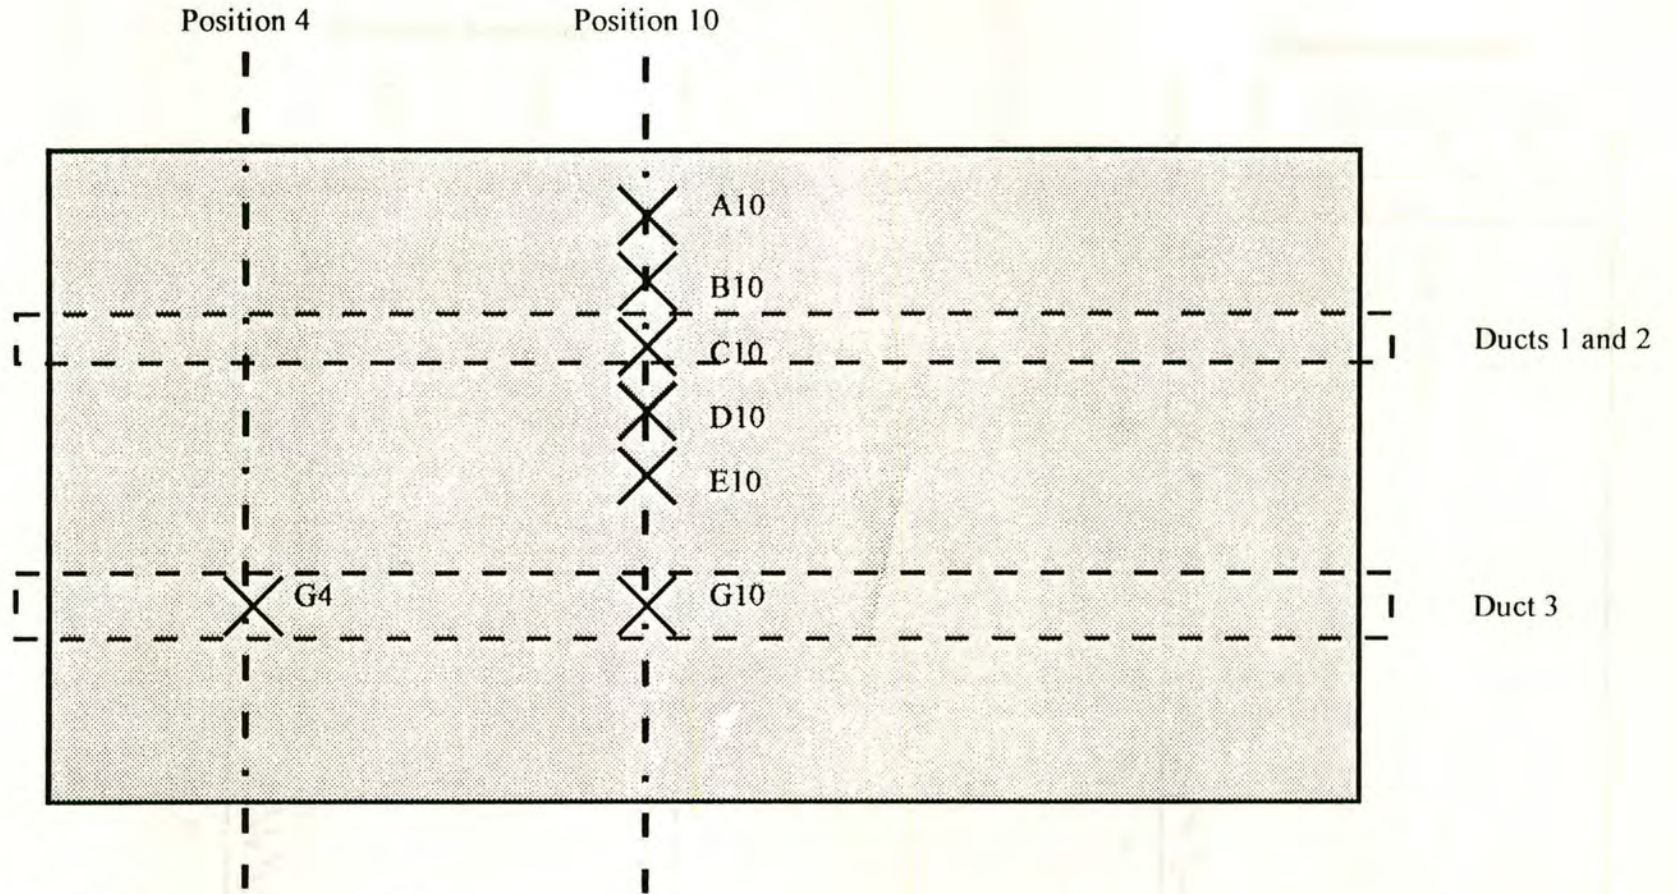 Position 4
Position 10
A10
B10
C10
Ducts 1 and 2
D10
E10
G4
G10
Duct 3